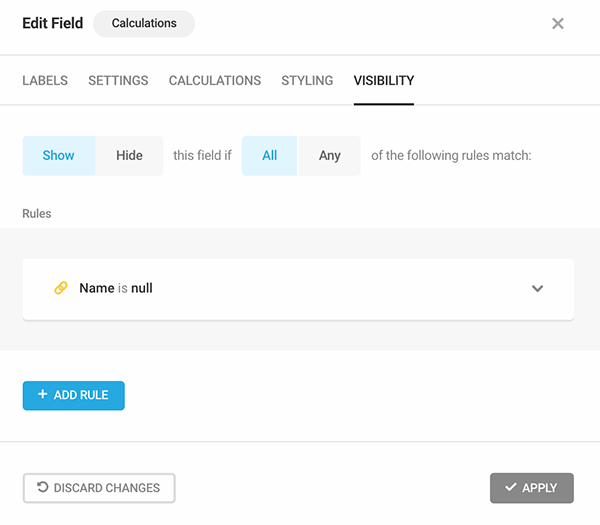 Edit Field Calculations
LABELS SETTINGS CALCULATIONS STYLING VISIBILITY
Show Hide this field if All Any of the following rules match:
Rules
Name is null
ADD RULE
DISCARD CHANGES APPLY